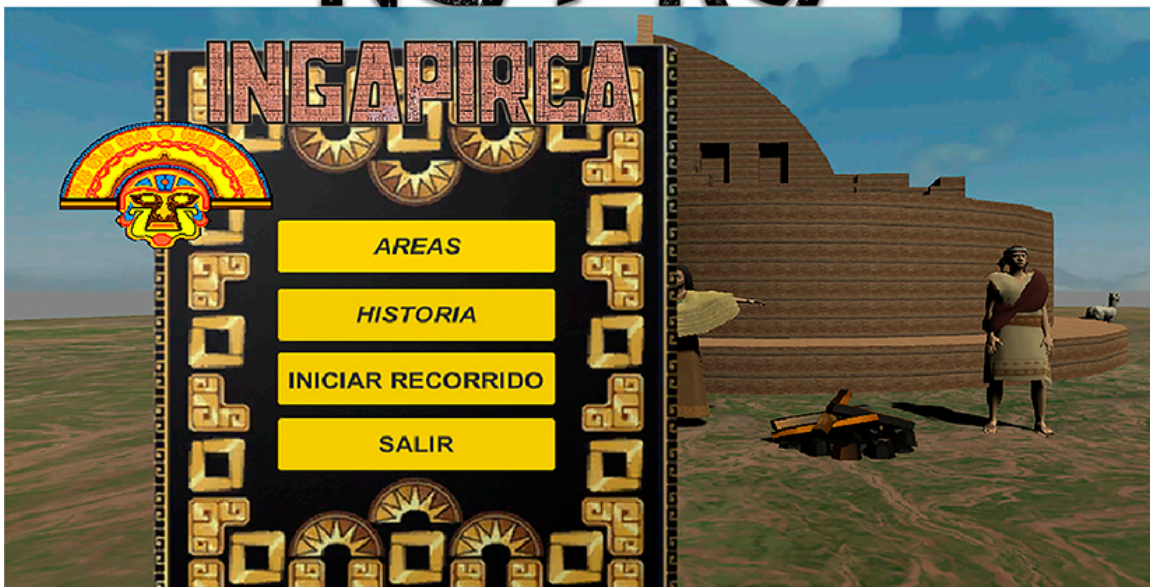 INGAPIRCA
AREAS
HISTORIA
INICIAR RECORRIDO
SALIR